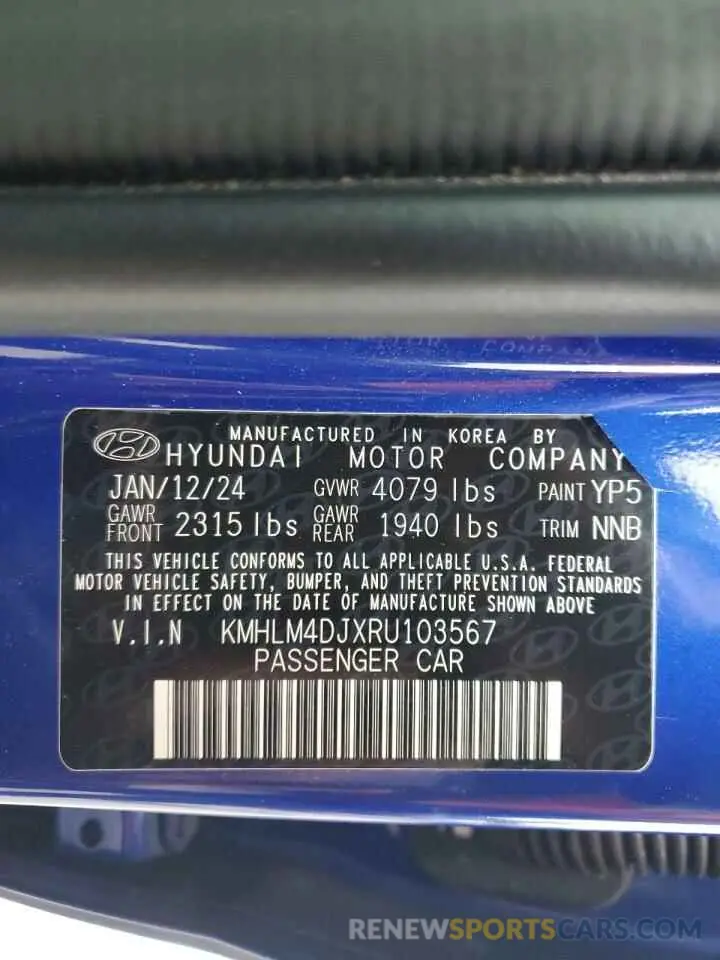 MANUFACTURED IN KOREA BY
HYUNDAI MOTOR COMPANY
JAN/12/24 GVWR 4079 lbs PAINT YP5
GAWR FRONT 2315 lbs GAWR REAR 1940 lbs TRIM NNB
THIS VEHICLE CONFORMS TO ALL APPLICABLE U.S.A. FEDERAL
MOTOR VEHICLE SAFETY, BUMPER, AND THEFT PREVENTION STANDARDS
IN EFFECT ON THE DATE OF MANUFACTURE SHOWN ABOVE
V.I.N KMHLM4DJXRU103567
PASSENGER CAR
RENEWSPORTSCARS.COM